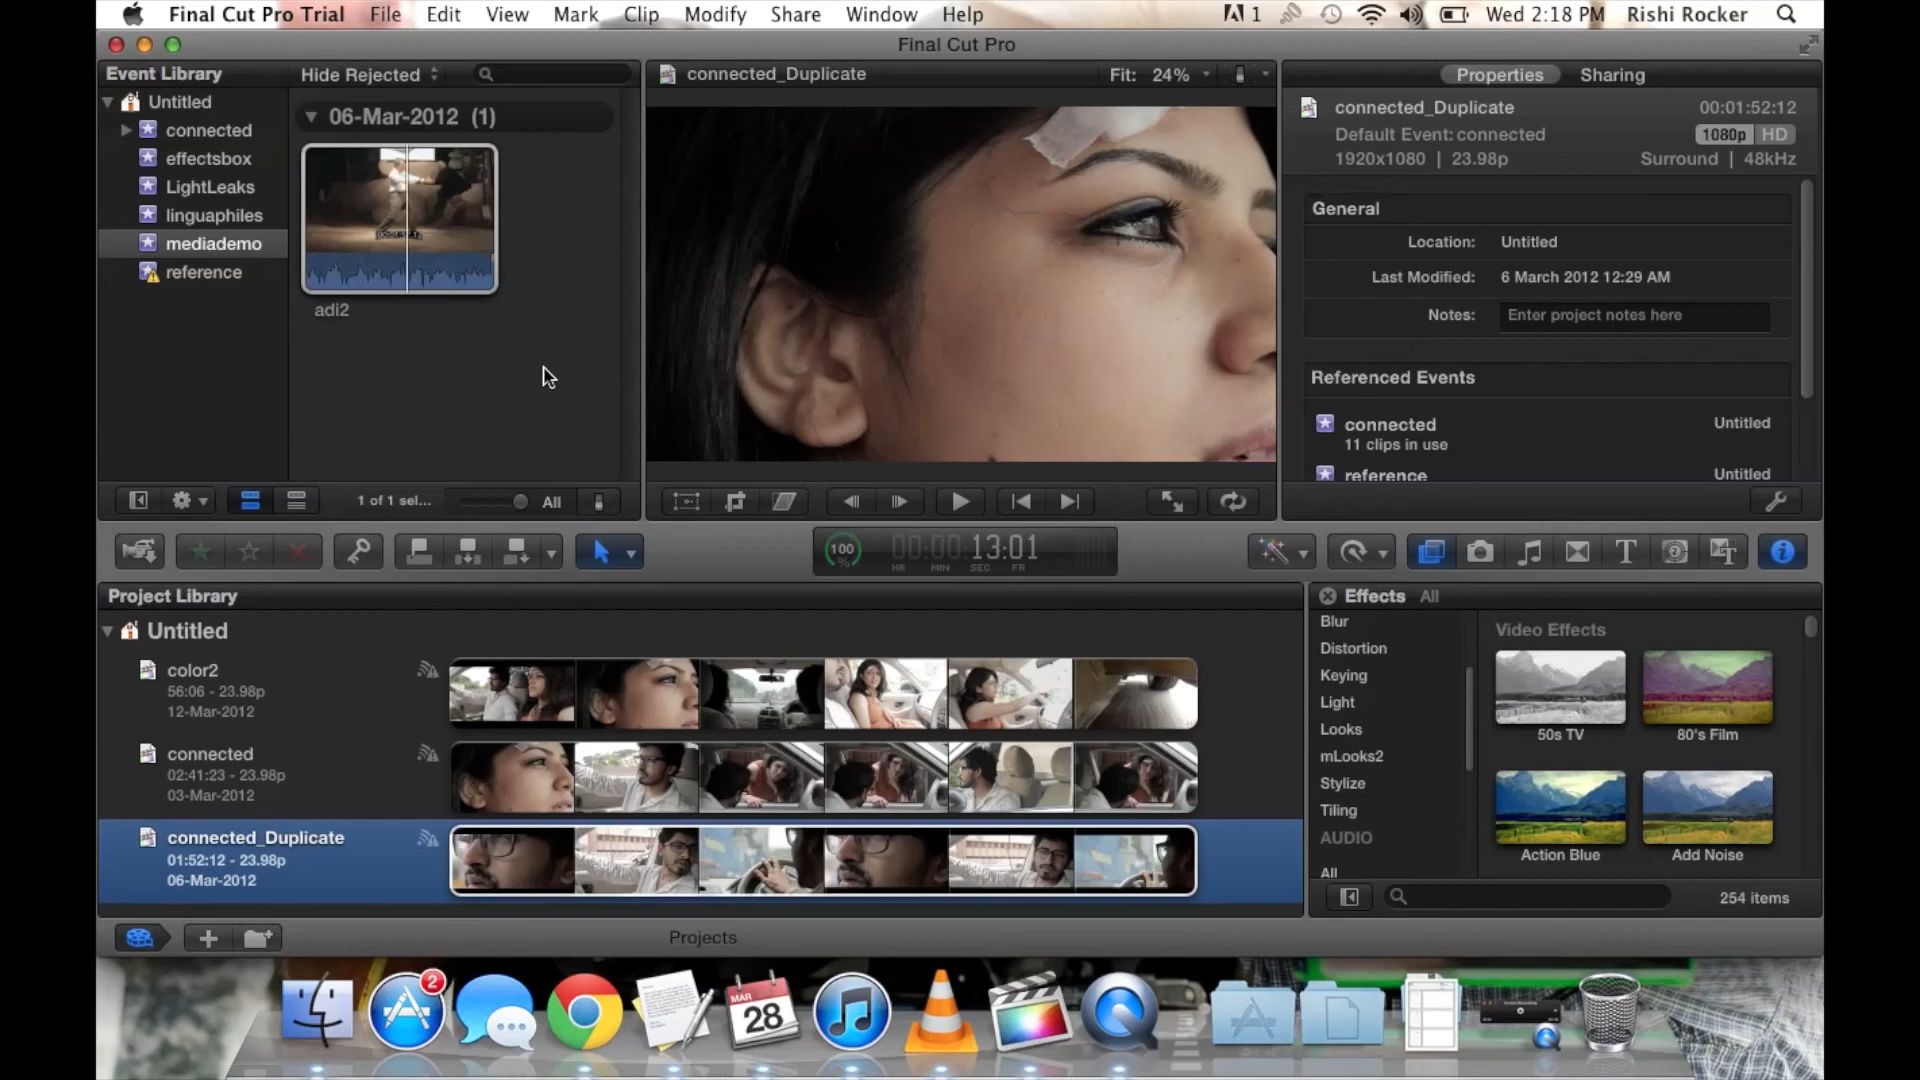 Final Cut Pro Trial File Edit View Mark Clip Modify Share Window Help 1 Wed 2:18 PM Rishi Rocker
Final Cut Pro
Event Library
Untitled
connected
effectsbox
LightLeaks
linguaphiles
mediademo
reference
Hide Rejected
06-Mar-2012 (1)
adi2
1 of 1 sel...
All
connected_Duplicate
Fit: 24%
Properties Sharing
connected_Duplicate 00:01:52:12
Default Event: connected 1080p HD
1920x1080 | 23.98p Surround | 48kHz
General
Location: Untitled
Last Modified: 6 March 2012 12:29 AM
Notes: Enter project notes here
Referenced Events
connected Untitled
11 clips in use
reference Untitled
100 % 00:00:13:01
HR MIN SEC FR
Project Library
Untitled
color2
56:06 - 23.98p
12-Mar-2012
connected
02:41:23 - 23.98p
03-Mar-2012
connected_Duplicate
01:52:12 - 23.98p
06-Mar-2012
Projects
Effects All
Blur
Distortion
Keying
Light
Looks
mLooks2
Stylize
Tiling
AUDIO
All
Video Effects
50s TV
80's Film
Action Blue
Add Noise
254 items
2
MAR
28